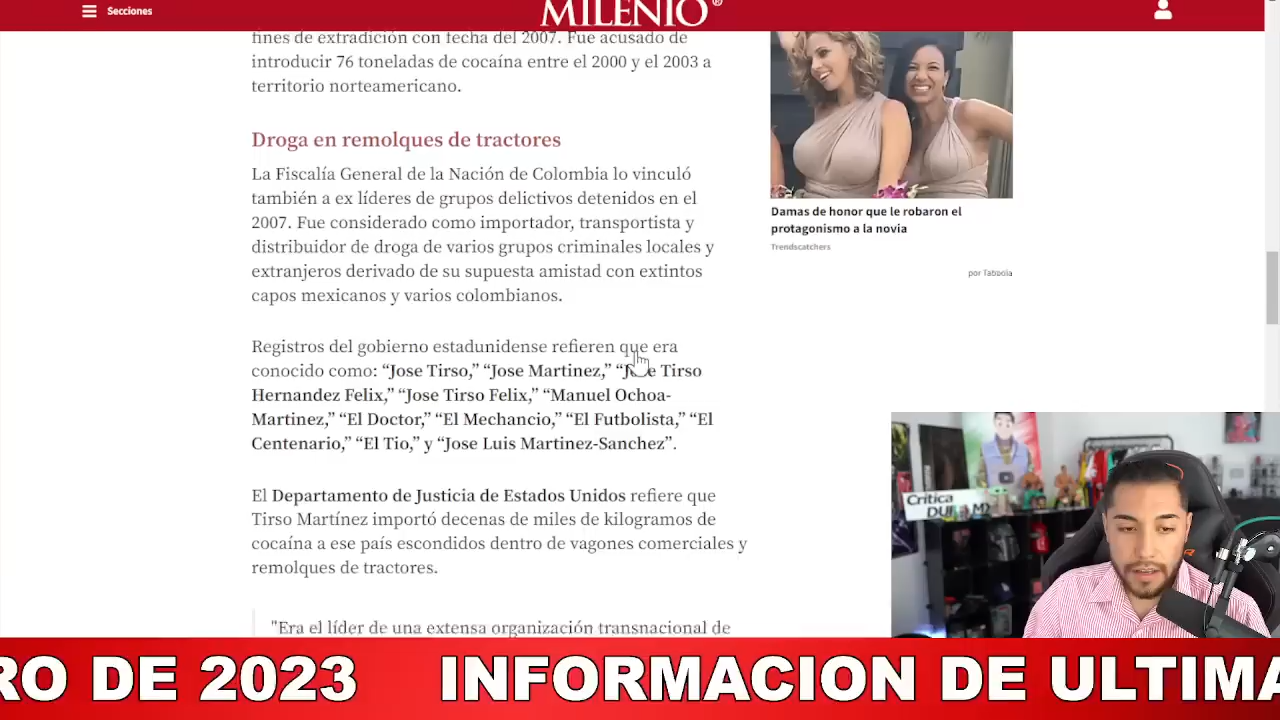 Secciones
MILENIO®
fines de extradición con fecha del 2007. Fue acusado de
introducir 76 toneladas de cocaína entre el 2000 y el 2003 a
territorio norteamericano.
Droga en remolques de tractores
La Fiscalía General de la Nación de Colombia lo vinculó
también a ex líderes de grupos delictivos detenidos en el
2007. Fue considerado como importador, transportista y
distribuidor de droga de varios grupos criminales locales y
extranjeros derivado de su supuesta amistad con extintos
capos mexicanos y varios colombianos.
Registros del gobierno estadunidense refieren que era
conocido como: “Jose Tirso,” “Jose Martinez,” “Jose Tirso
Hernandez Felix,” “Jose Tirso Felix,” “Manuel Ochoa-
Martinez,” “El Doctor,” “El Mechancio,” “El Futbolista,” “El
Centenario,” “El Tio,” y “Jose Luis Martinez-Sanchez”.
El Departamento de Justicia de Estados Unidos refiere que
Tirso Martínez importó decenas de miles de kilogramos de
cocaína a ese país escondidos dentro de vagones comerciales y
remolques de tractores.
"Era el líder de una extensa organización transnacional de
Damas de honor que le robaron el
protagonismo a la novia
Trendscatchers
por Taboola
Crítica
RO DE 2023 INFORMACION DE ULTIMA